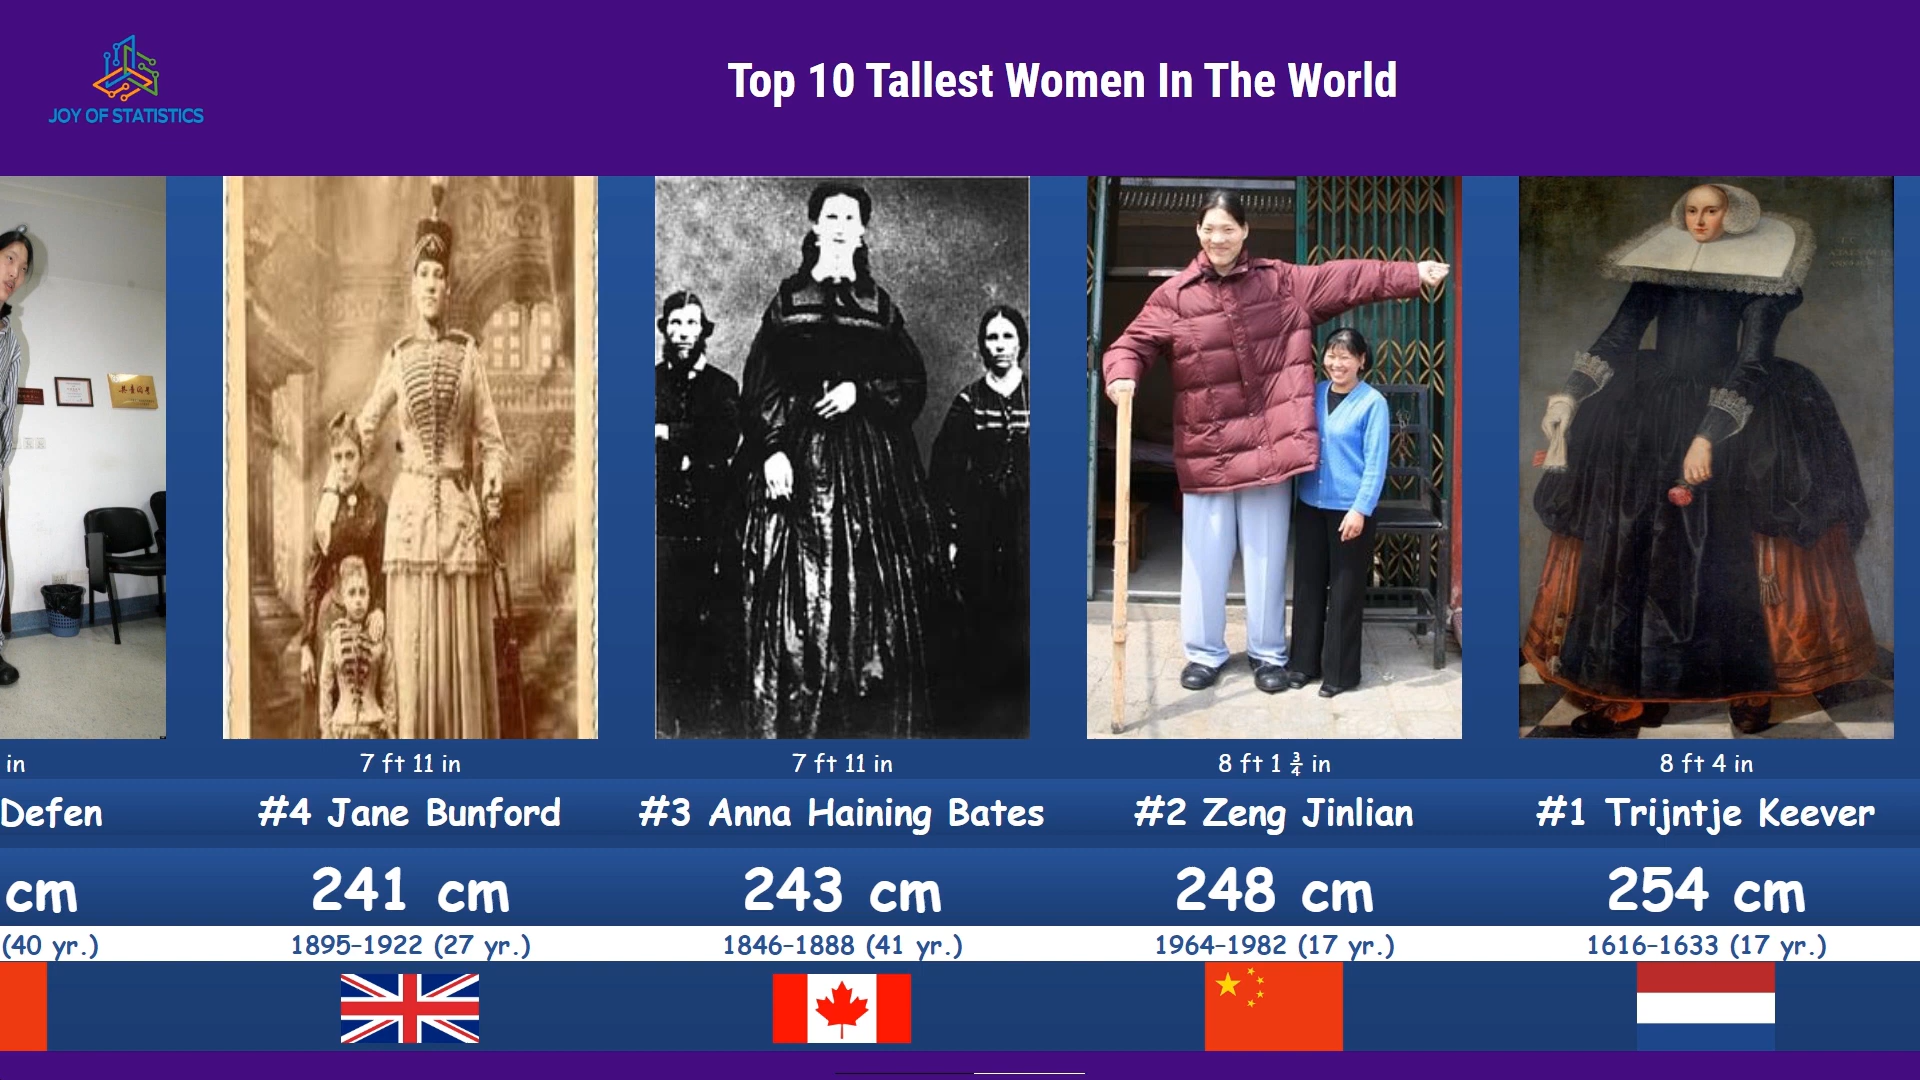 Top 10 Tallest Women In The World
JOY OF STATISTICS
in
7 ft 11 in
7 ft 11 in
8 ft 1 ¾ in
8 ft 4 in
Defen
#4 Jane Bunford
#3 Anna Haining Bates
#2 Zeng Jinlian
#1 Trijntje Keever
cm
241 cm
243 cm
248 cm
254 cm
(40 yr.)
1895-1922 (27 yr.)
1846-1888 (41 yr.)
1964-1982 (17 yr.)
1616-1633 (17 yr.)